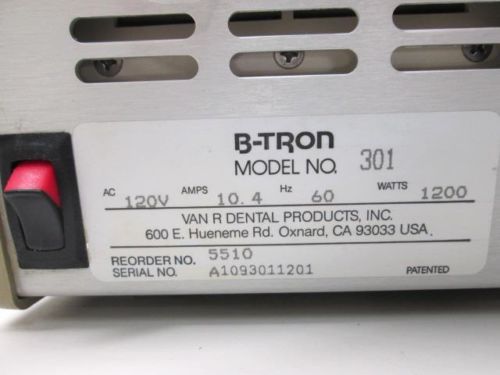 B-TRON
MODEL NO. 301
AC 120V AMPS 10.4 Hz 60 WATTS 1200
VAN R DENTAL PRODUCTS, INC.
600 E. Hueneme Rd. Oxnard, CA 93033 USA
REORDER NO. 5510
SERIAL NO. A1093011201 PATENTED